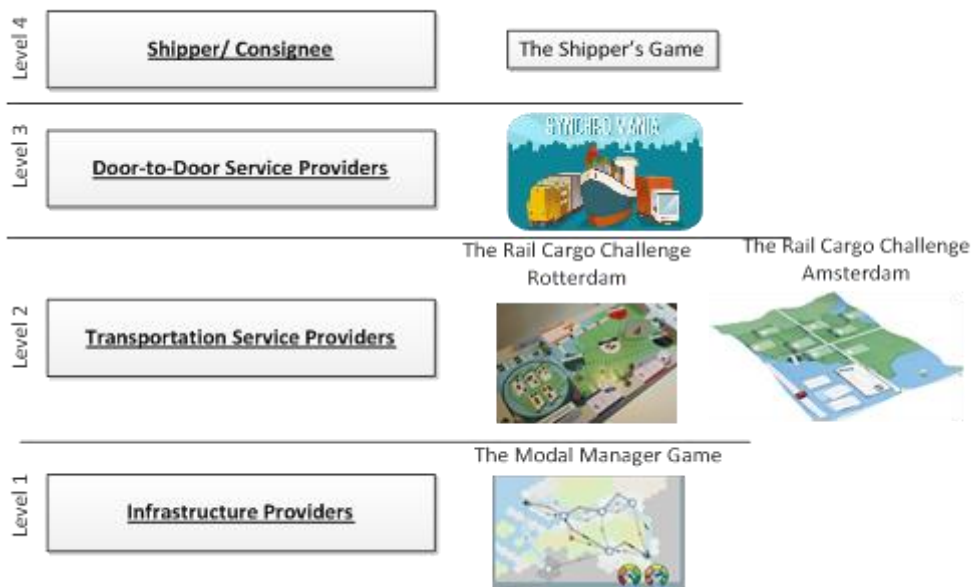 Level 4
Shipper/ Consignee
The Shipper's Game
Level 3
Door-to-Door Service Providers
SYNCHRO MANIA
Level 2
Transportation Service Providers
The Rail Cargo Challenge
Rotterdam
The Rail Cargo Challenge
Amsterdam
Level 1
Infrastructure Providers
The Modal Manager Game